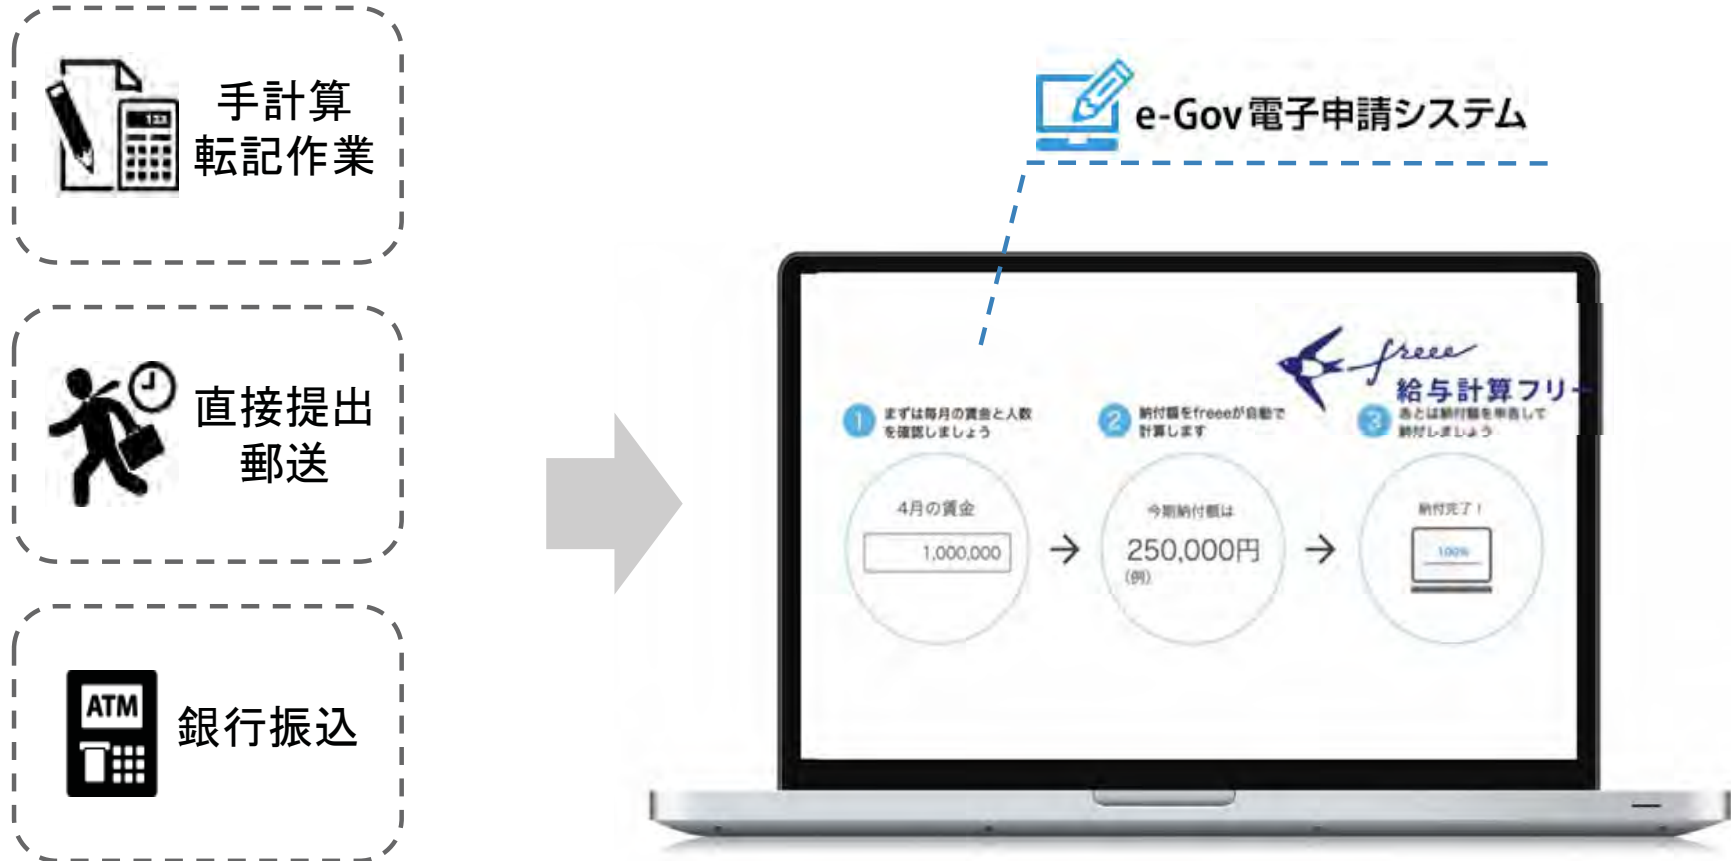 手計算
転記作業
直接提出
郵送
ATM
銀行振込
e-Gov電子申請システム
freee
給与計算フリー
1
まずは毎月の賃金と人数
を確認しましょう
4月の賃金
1,000,000
2
納付額をfreeeが自動で
計算します
今期納付額は
250,000円
(例)
3
あとは納付額を申告して
納付しましょう
納付完了!
100%